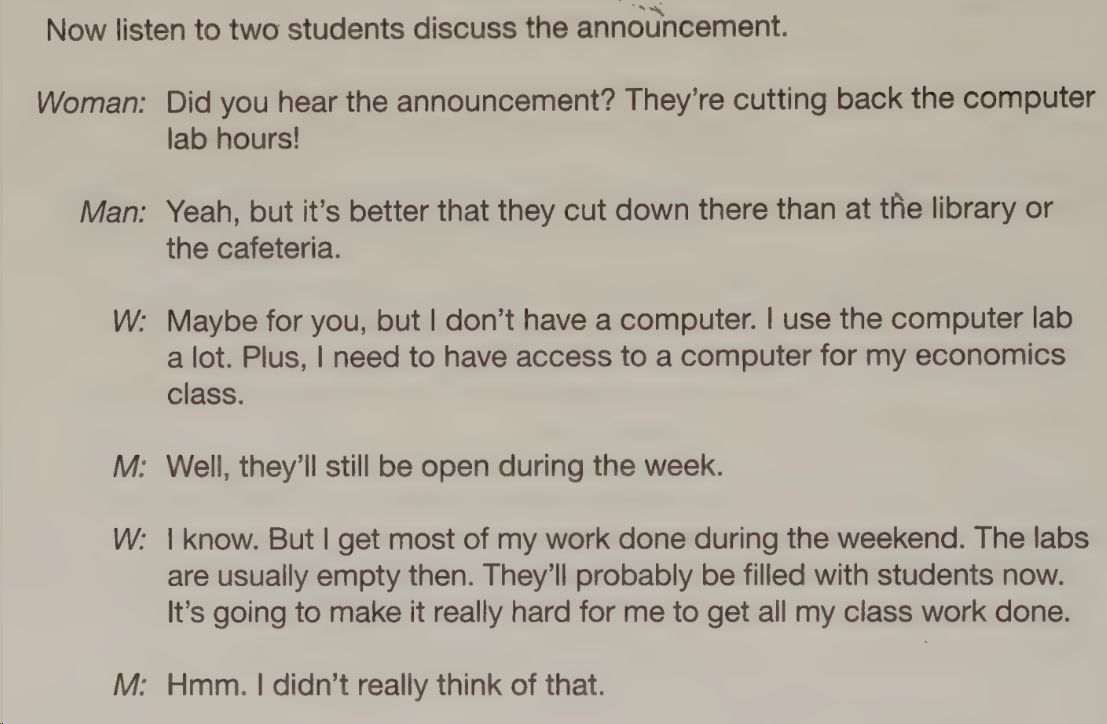 Now listen to two students discuss the announcement.
Woman: Did you hear the announcement? They're cutting back the computer
lab hours!
Man: Yeah, but it's better that they cut down there than at the library or
the cafeteria.
W: Maybe for you, but I don't have a computer. I use the computer lab
a lot. Plus, I need to have access to a computer for my economics
class.
M: Well, they'll still be open during the week.
W: I know. But I get most of my work done during the weekend. The labs
are usually empty then. They'll probably be filled with students now.
It's going to make it really hard for me to get all my class work done.
M: Hmm. I didn't really think of that.